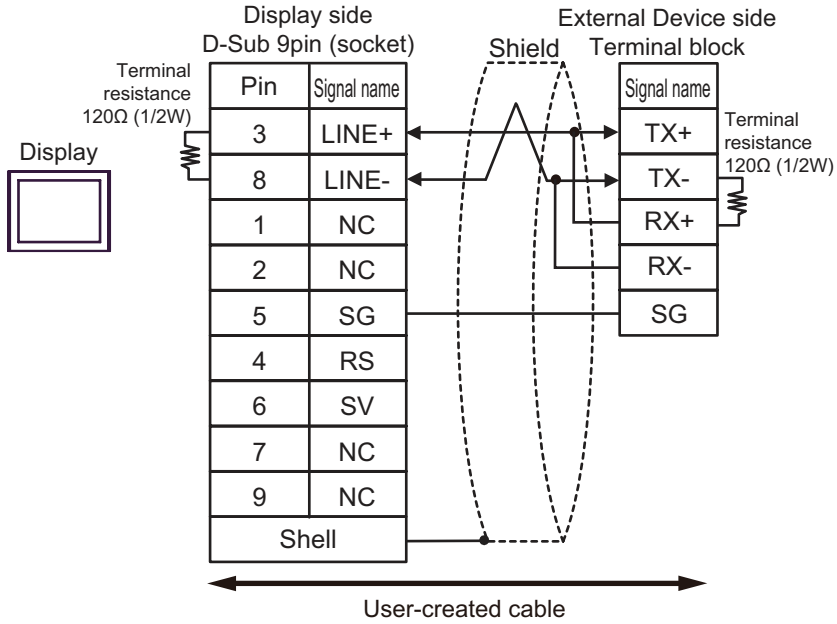 Display side
D-Sub 9pin (socket)
External Device side
Terminal block
Shield
Terminal
resistance
120Ω (1/2W)
Display
Pin Signal name
3 LINE+
8 LINE-
1 NC
2 NC
5 SG
4 RS
6 SV
7 NC
9 NC
Shell
Signal name
TX+
TX-
RX+
RX-
SG
Terminal
resistance
120Ω (1/2W)
User-created cable